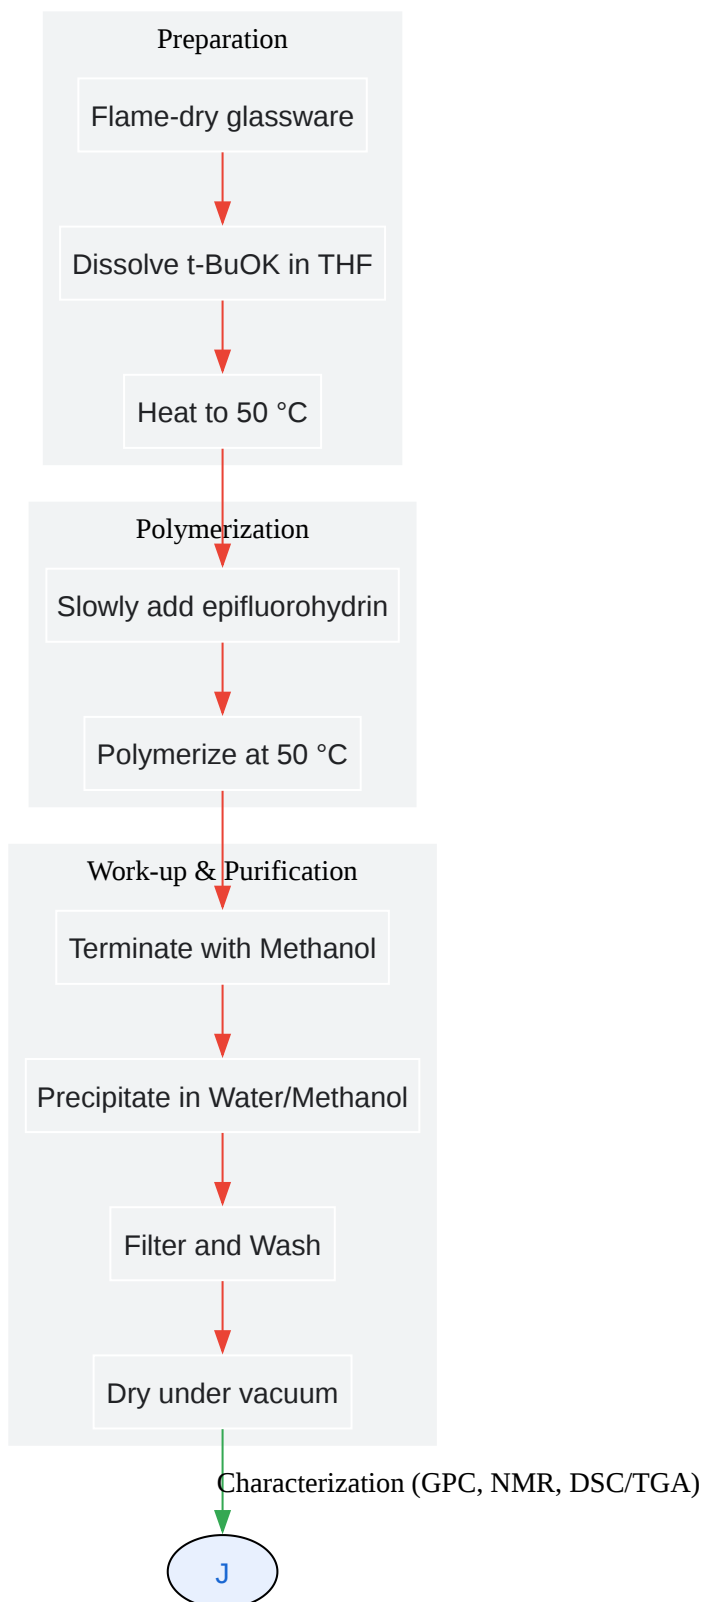 Preparation
Flame-dry glassware
Dissolve t-BuOK in THF
Heat to 50 °C
Polymerization
Slowly add epifluorohydrin
Polymerize at 50 °C
Work-up & Purification
Terminate with Methanol
Precipitate in Water/Methanol
Filter and Wash
Dry under vacuum
Characterization (GPC, NMR, DSC/TGA)
J